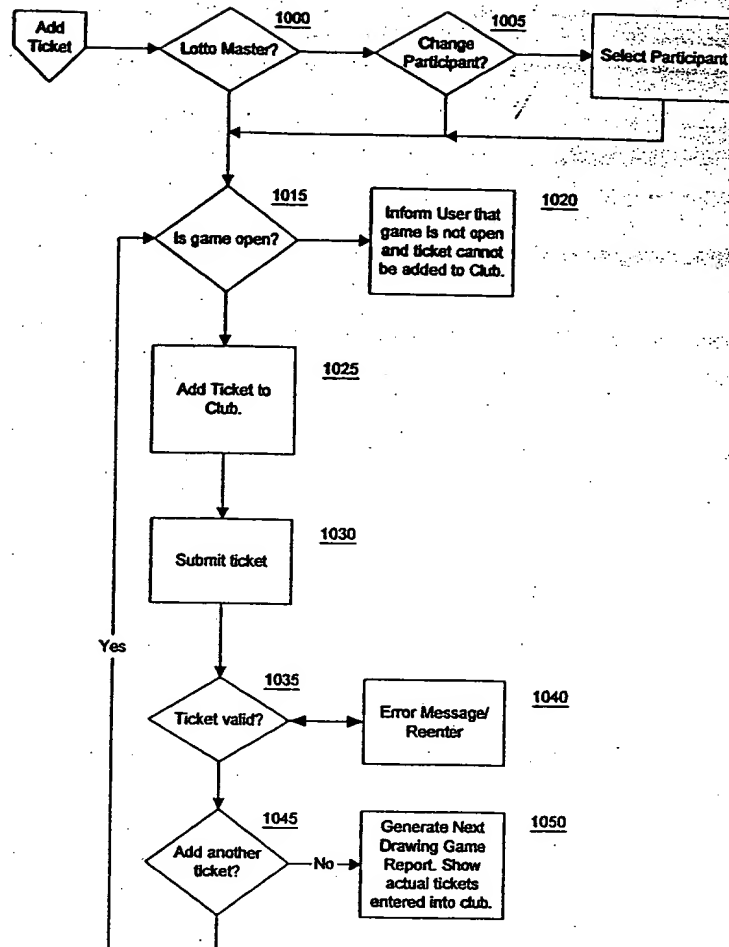 Add
Ticket
1000
Lotto Master?
1005
Change
Participant?
Select Participant
1015
Is game open?
1020
Inform User that
game is not open
and ticket cannot
be added to Club.
1025
Add Ticket to
Club.
1030
Submit ticket
Yes
1035
Ticket valid?
1040
Error Message/
Reenter
1045
Add another
ticket?
No
1050
Generate Next
Drawing Game
Report. Show
actual tickets
entered into club.